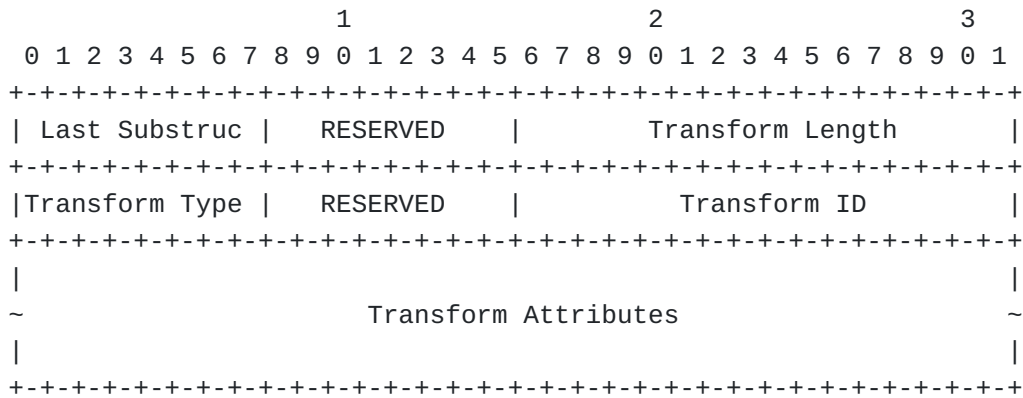 1                   2                   3
 0 1 2 3 4 5 6 7 8 9 0 1 2 3 4 5 6 7 8 9 0 1 2 3 4 5 6 7 8 9 0 1
+-+-+-+-+-+-+-+-+-+-+-+-+-+-+-+-+-+-+-+-+-+-+-+-+-+-+-+-+-+-+-+-+
| Last Substruc |   RESERVED    |        Transform Length       |
+-+-+-+-+-+-+-+-+-+-+-+-+-+-+-+-+-+-+-+-+-+-+-+-+-+-+-+-+-+-+-+-+
|Transform Type |   RESERVED    |          Transform ID         |
+-+-+-+-+-+-+-+-+-+-+-+-+-+-+-+-+-+-+-+-+-+-+-+-+-+-+-+-+-+-+-+-+
|                                                               |
~                      Transform Attributes                     ~
|                                                               |
+-+-+-+-+-+-+-+-+-+-+-+-+-+-+-+-+-+-+-+-+-+-+-+-+-+-+-+-+-+-+-+-+